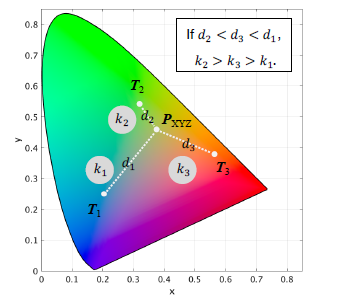 If d₂ < d₃ < d₁,
k₂ > k₃ > k₁.
0.8
0.7
0.6
0.5
0.4
0.3
0.2
0.1
0
y
T₂
k₂
d₂
P_XYZ
d₃
k₁
d₁
k₃
T₃
T₁
0 0.1 0.2 0.3 0.4 0.5 0.6 0.7 0.8
x